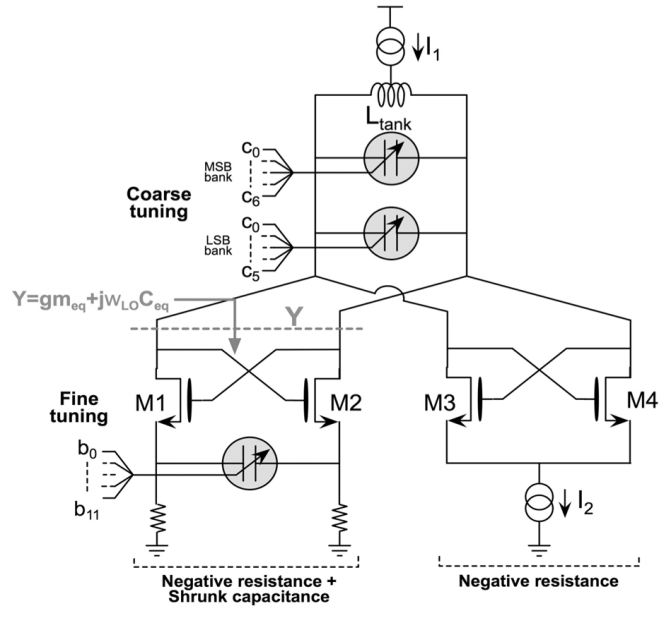 I1
Ltank
C0
MSB
bank
C6
Coarse
tuning
C0
LSB
bank
C5
Y=gmeq+jwLOCeq
Y
Fine
tuning
M1
M2
M3
M4
b0
b11
I2
Negative resistance +
Shrunk capacitance
Negative resistance